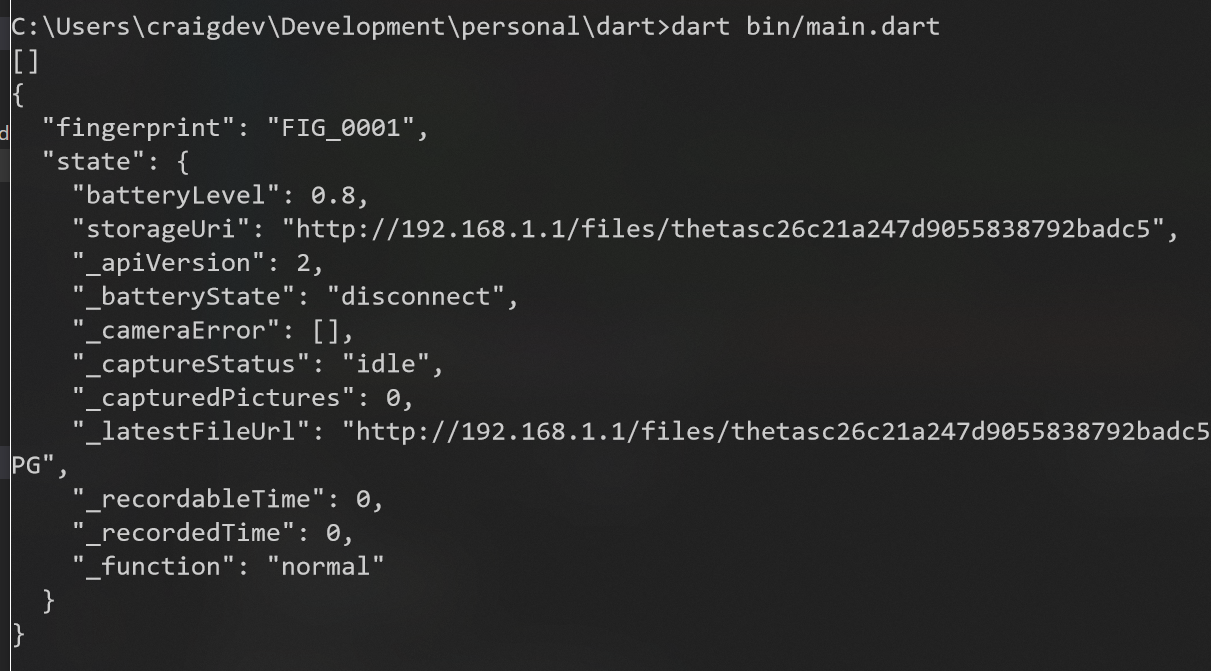 C:\Users\craigdev\Development\personal\dart>dart bin/main.dart
[]
{
  "fingerprint": "FIG_0001",
d
  "state": {
    "batteryLevel": 0.8,
    "storageUri": "http://192.168.1.1/files/thetasc26c21a247d9055838792badc5",
    "_apiVersion": 2,
    "_batteryState": "disconnect",
    "_cameraError": [],
    "_captureStatus": "idle",
    "_capturedPictures": 0,
    "_latestFileUrl": "http://192.168.1.1/files/thetasc26c21a247d9055838792badc5
PG",
    "_recordableTime": 0,
    "_recordedTime": 0,
    "_function": "normal"
  }
}